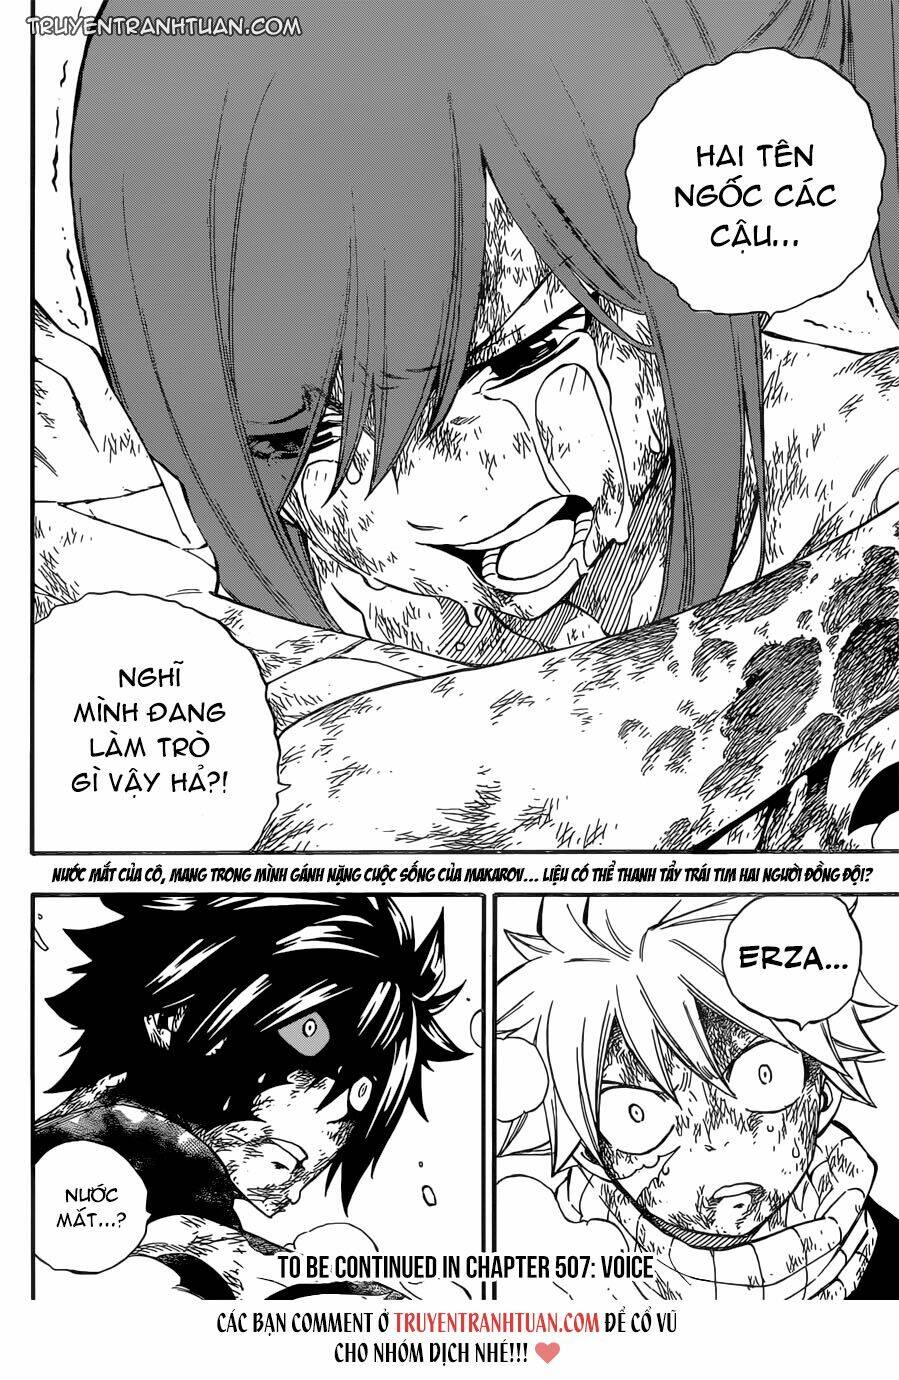 TRUYENTRANHTUAN.COM
HAI TÊN
NGỐC CÁC
CẬU...
NGHĨ
MÌNH ĐANG
LÀM TRÒ
GÌ VẬY HẢ?!
NƯỚC MẮT CỦA CÔ, MANG TRONG MÌNH GÁNH NẶNG CUỘC SỐNG CỦA MAKAROV... LIỆU CÓ THỂ THANH TẨY TRÁI TIM HAI NGƯỜI ĐỒNG ĐỘI?
ERZA...
NƯỚC
MẮT...?
TO BE CONTINUED IN CHAPTER 507: VOICE
CÁC BẠN COMMENT Ở TRUYENTRANHTUAN.COM ĐỂ CỔ VŨ
CHO NHÓM DỊCH NHÉ!!! ❤